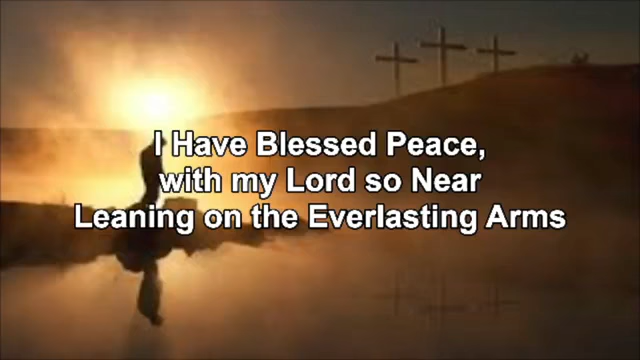 I Have Blessed Peace,
with my Lord so Near
Leaning on the Everlasting Arms